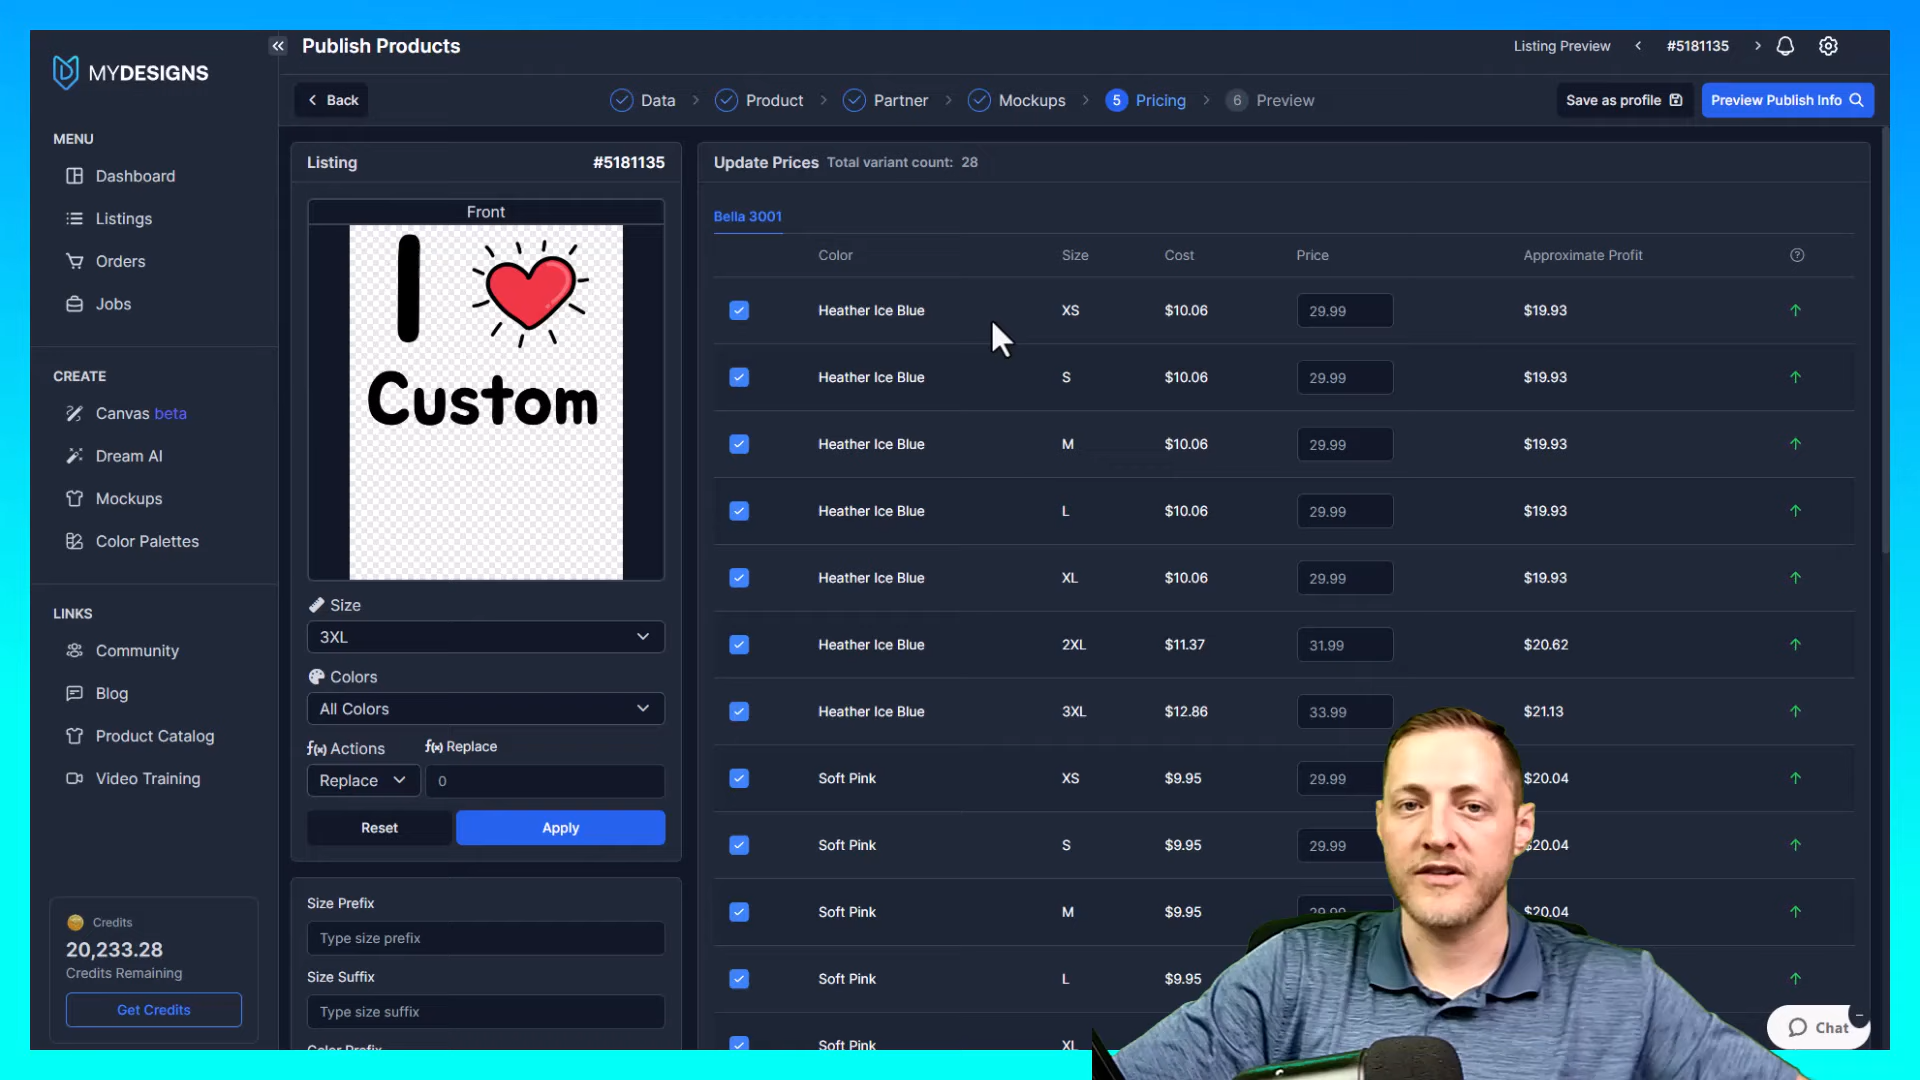 Publish Products
Listing Preview
#5181135
MYDESIGNS
Back
Data
Product
Partner
Mockups
5 Pricing
6 Preview
Save as profile
Preview Publish Info
MENU
Dashboard
Listings
Orders
Jobs
CREATE
Canvas beta
Dream AI
Mockups
Color Palettes
LINKS
Community
Blog
Product Catalog
Video Training
Credits
20,233.28
Credits Remaining
Get Credits
Listing #5181135
Front
I
Custom
Size
3XL
Colors
All Colors
f(x) Actions
f(x) Replace
Replace
0
Reset
Apply
Size Prefix
Type size prefix
Size Suffix
Type size suffix
Color Prefix
Update Prices Total variant count: 28
Bella 3001
Color Size Cost Price Approximate Profit
Heather Ice Blue XS $10.06 29.99 $19.93
Heather Ice Blue S $10.06 29.99 $19.93
Heather Ice Blue M $10.06 29.99 $19.93
Heather Ice Blue L $10.06 29.99 $19.93
Heather Ice Blue XL $10.06 29.99 $19.93
Heather Ice Blue 2XL $11.37 31.99 $20.62
Heather Ice Blue 3XL $12.86 33.99 $21.13
Soft Pink XS $9.95 29.99 $20.04
Soft Pink S $9.95 29.99 $20.04
Soft Pink M $9.95 29.99 $20.04
Soft Pink L $9.95
Soft Pink XL
Chat